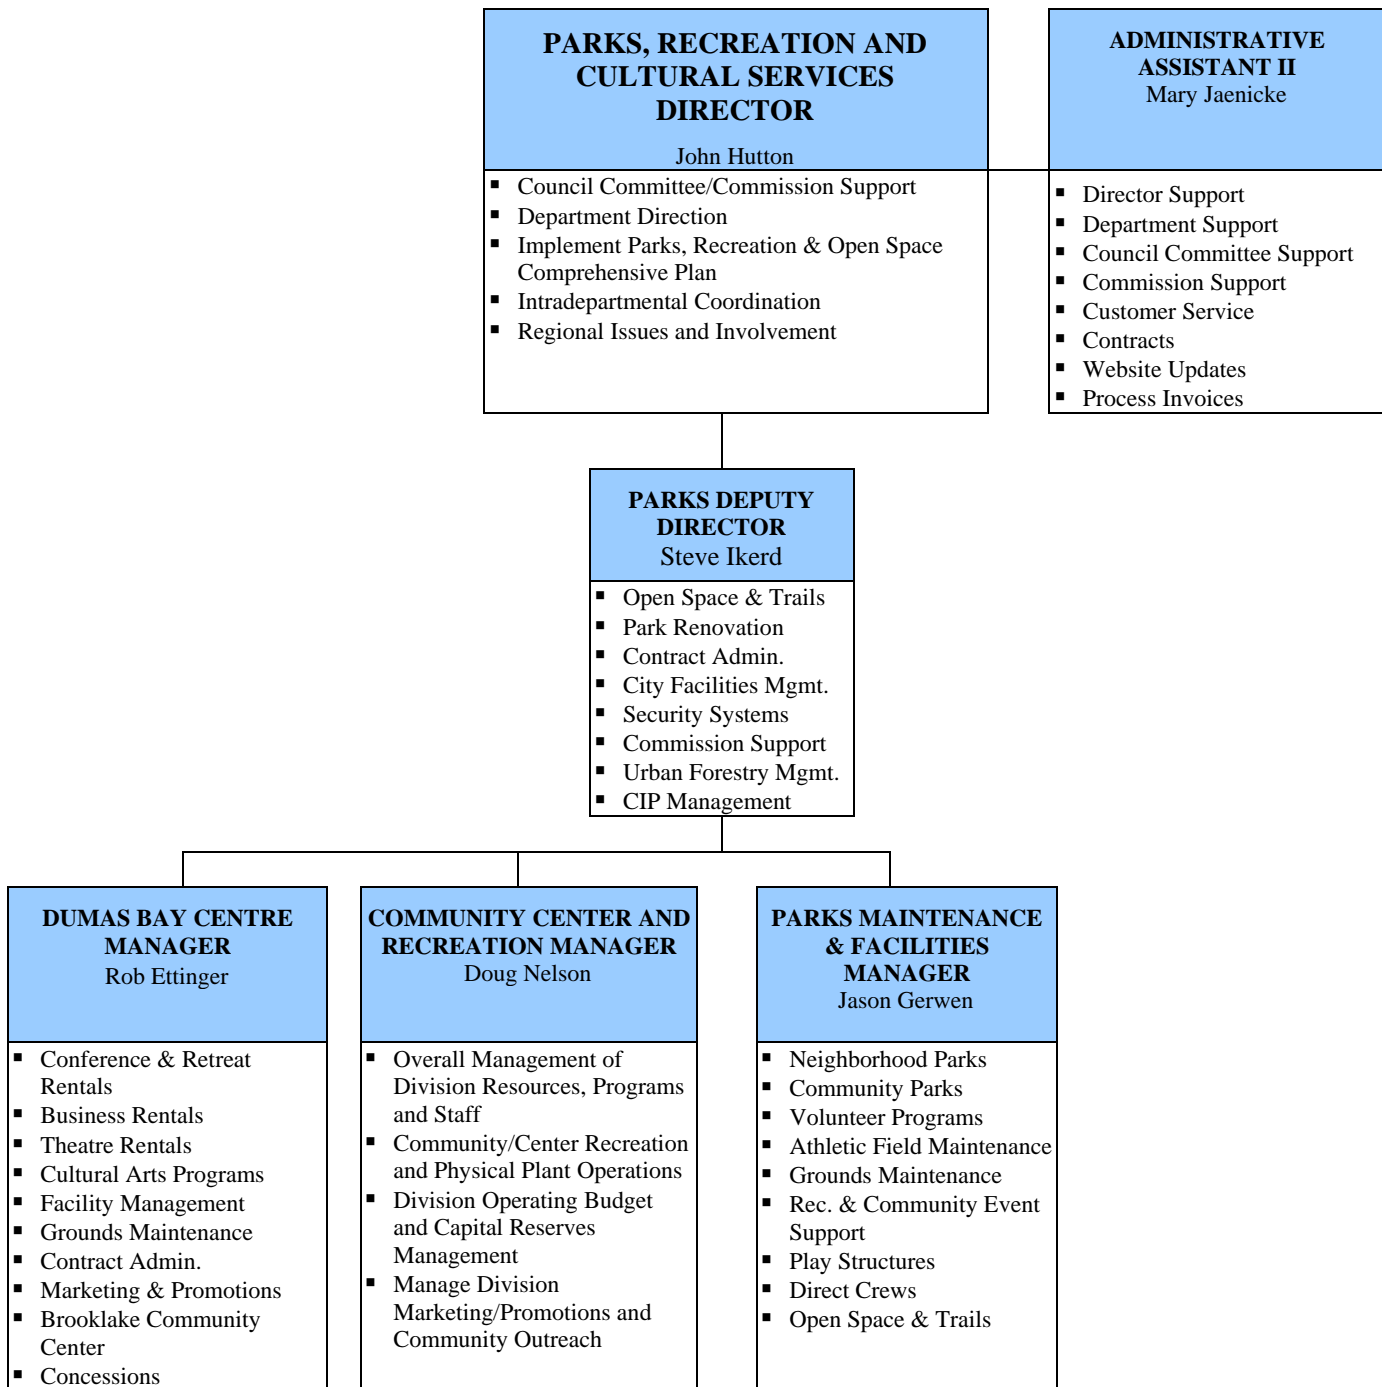 PARKS, RECREATION AND
CULTURAL SERVICES
DIRECTOR
John Hutton
▪ Council Committee/Commission Support
▪ Department Direction
▪ Implement Parks, Recreation & Open Space
Comprehensive Plan
▪ Intradepartmental Coordination
▪ Regional Issues and Involvement
ADMINISTRATIVE
ASSISTANT II
Mary Jaenicke
▪ Director Support
▪ Department Support
▪ Council Committee Support
▪ Commission Support
▪ Customer Service
▪ Contracts
▪ Website Updates
▪ Process Invoices
PARKS DEPUTY
DIRECTOR
Steve Ikerd
▪ Open Space & Trails
▪ Park Renovation
▪ Contract Admin.
▪ City Facilities Mgmt.
▪ Security Systems
▪ Commission Support
▪ Urban Forestry Mgmt.
▪ CIP Management
DUMAS BAY CENTRE
MANAGER
Rob Ettinger
▪ Conference & Retreat
Rentals
▪ Business Rentals
▪ Theatre Rentals
▪ Cultural Arts Programs
▪ Facility Management
▪ Grounds Maintenance
▪ Contract Admin.
▪ Marketing & Promotions
▪ Brooklake Community
Center
▪ Concessions
COMMUNITY CENTER AND
RECREATION MANAGER
Doug Nelson
▪ Overall Management of
Division Resources, Programs
and Staff
▪ Community/Center Recreation
and Physical Plant Operations
▪ Division Operating Budget
and Capital Reserves
Management
▪ Manage Division
Marketing/Promotions and
Community Outreach
PARKS MAINTENANCE
& FACILITIES
MANAGER
Jason Gerwen
▪ Neighborhood Parks
▪ Community Parks
▪ Volunteer Programs
▪ Athletic Field Maintenance
▪ Grounds Maintenance
▪ Rec. & Community Event
Support
▪ Play Structures
▪ Direct Crews
▪ Open Space & Trails